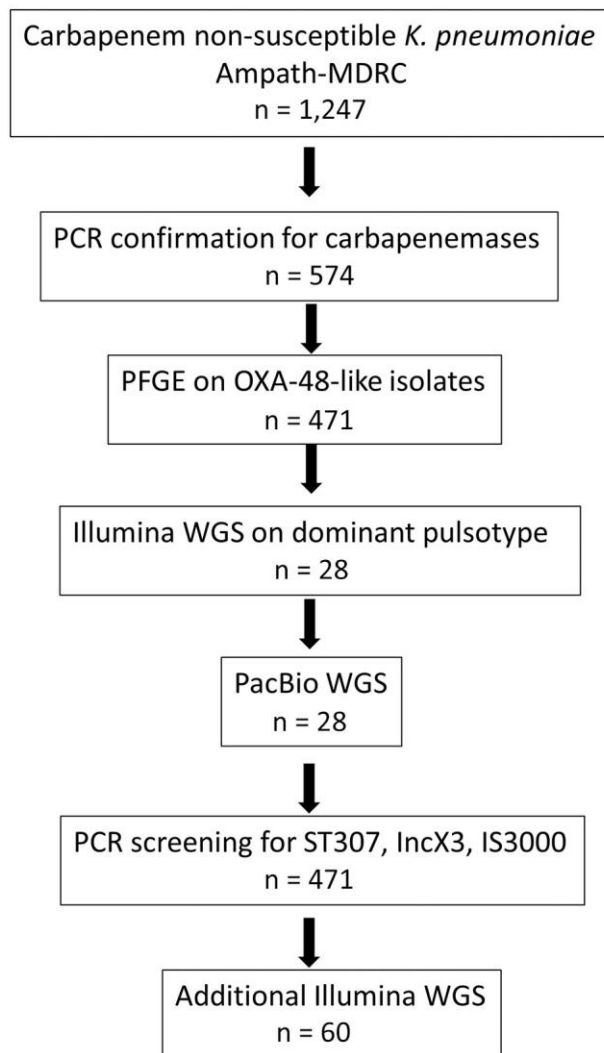 Carbapenem non-susceptible K. pneumoniae
Ampath-MDRC
n = 1,247
PCR confirmation for carbapenemases
n = 574
PFGE on OXA-48-like isolates
n = 471
Illumina WGS on dominant pulsotype
n = 28
PacBio WGS
n = 28
PCR screening for ST307, IncX3, IS3000
n = 471
Additional Illumina WGS
n = 60